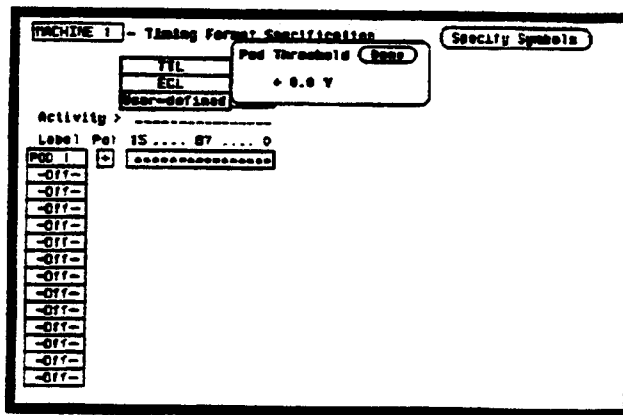 MACHINE 1 - Timing Format Specification
Specify Symbols
Pod Threshold Done
+ 0.0 V
TTL
ECL
User-defined
Activity >
Label Pol 15 .... 87 .... 0
POD 1 + ****************
-Off-
-Off-
-Off-
-Off-
-Off-
-Off-
-Off-
-Off-
-Off-
-Off-
-Off-
-Off-
-Off-